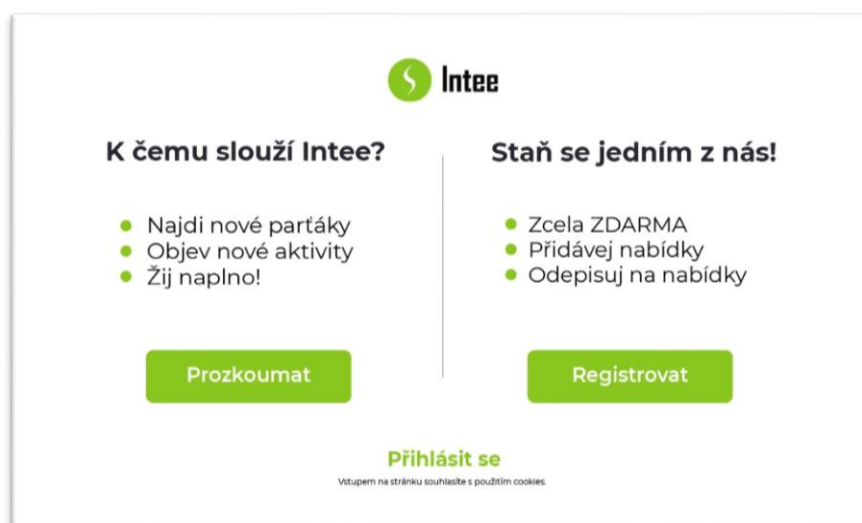 Intee
K čemu slouží Intee?
Najdi nové parťáky
Objev nové aktivity
Žij naplno!
Prozkoumat
Staň se jedním z nás!
Zcela ZDARMA
Přidávej nabídky
Odepisuj na nabídky
Registrovat
Přihlásit se
Vstupem na stránku souhlasíte s použitím cookies.